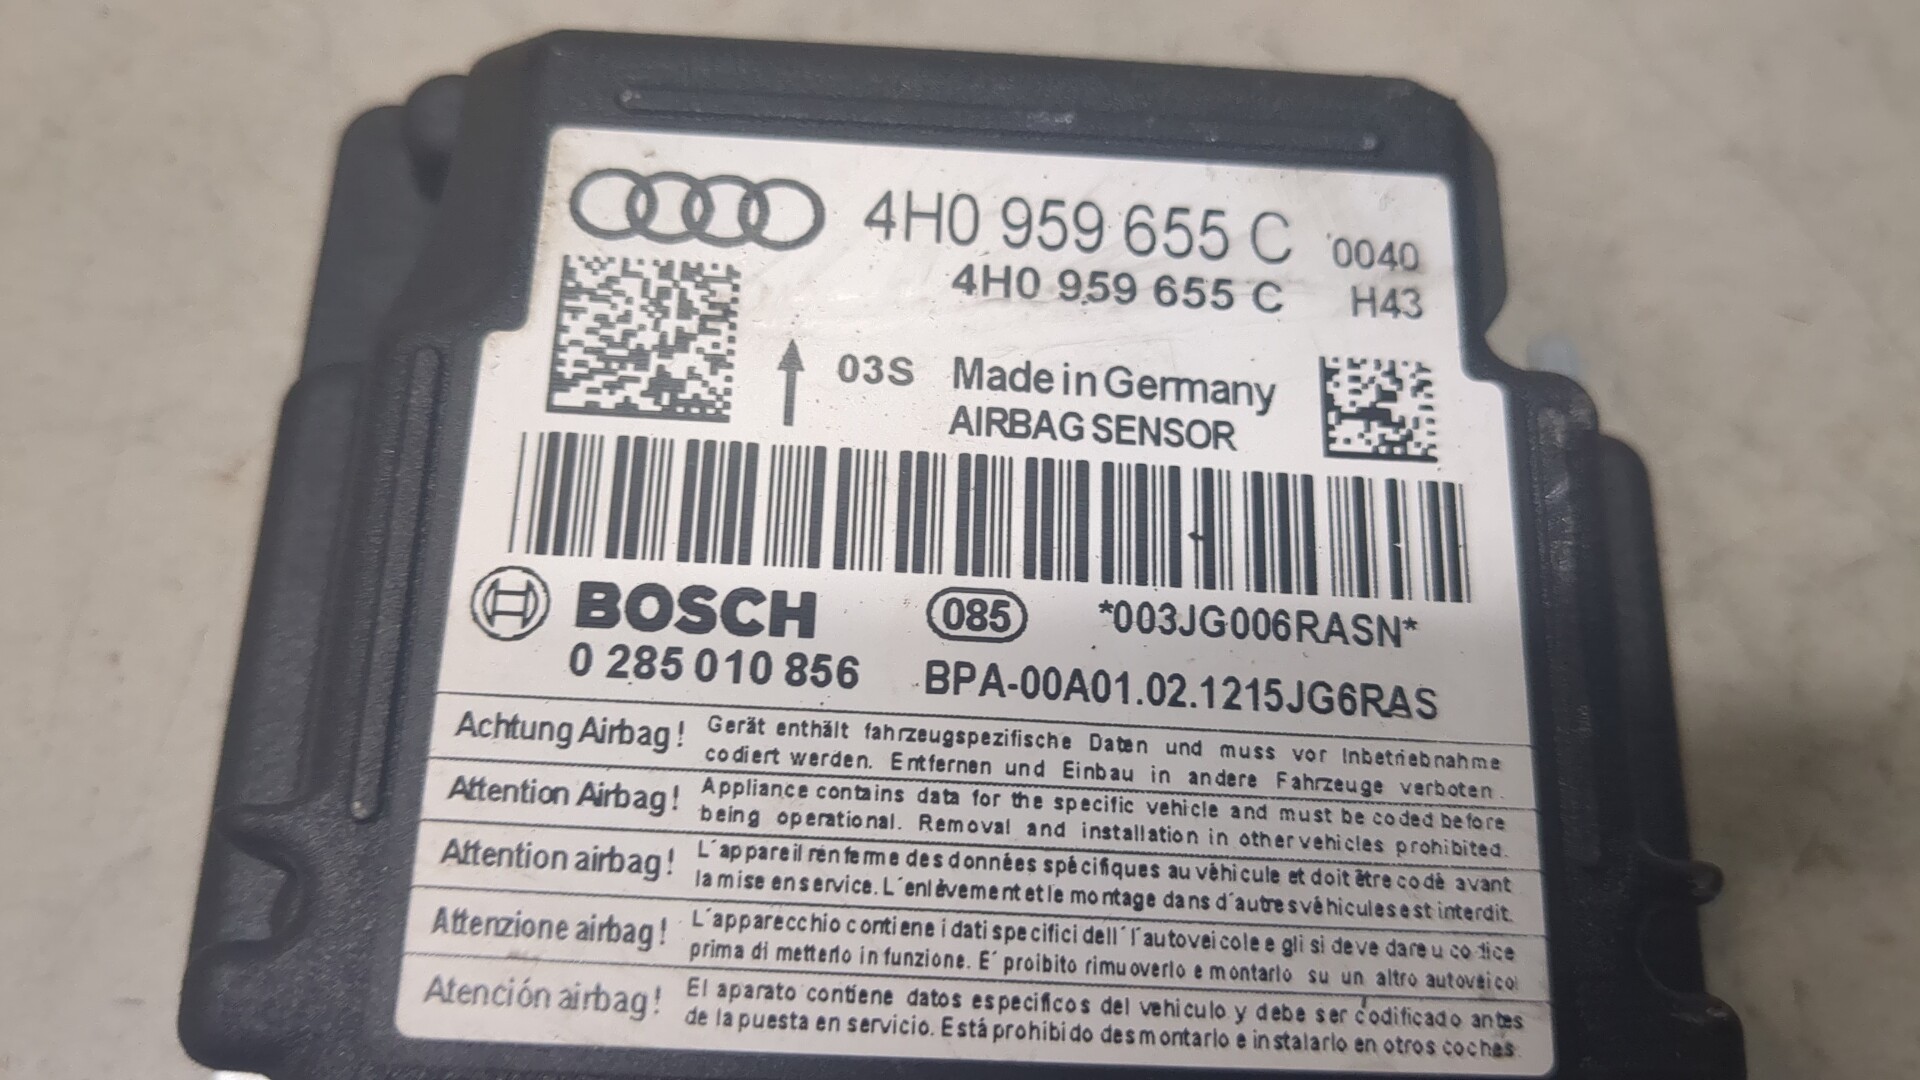 4H0 959 655 C 0040
4H0 959 655 C H43
03S Made in Germany
AIRBAG SENSOR
BOSCH 085 *003JG006RASN*
0 285 010 856 BPA-00A01.02.1215JG6RAS
Achtung Airbag! Gerät enthält fahrzeugspezifische Daten und muss vor Inbetriebnahme
codiert werden. Entfernen und Einbau in andere Fahrzeuge verboten.
Attention Airbag! Appliance contains data for the specific vehicle and must be coded before
being operational. Removal and installation in other vehicles prohibited.
Attention airbag! L´appareil renferme des données spécifiques au véhicule et doit être codè avant
la mise en service. L´enlèvement et le montage dans d´autres véhicules est interdit.
Attenzione airbag! L´apparecchio contiene i dati specifici dell´l´autoveicolo e gli si deve dare u codice
prima di metterlo in funzione. E´ proibito rimuoverlo e montarlo su un altro autoveicol
Atención airbag! El aparato contiene datos especificos del vehiculo y debe ser codificado antes
de la puesta en servicio. Está prohibido desmontarlo e instalarlo en otros coches.